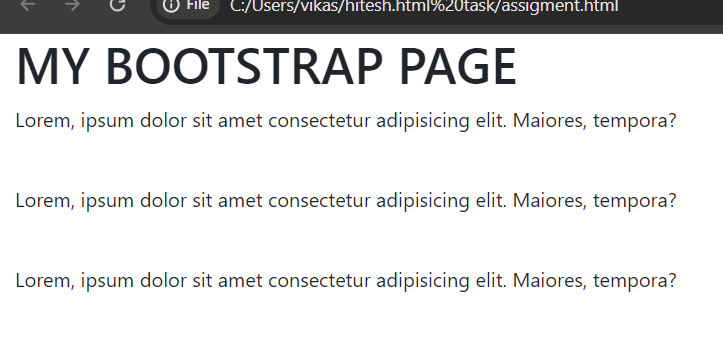 File C:/Users/vikas/hitesh.html%20task/assigment.html
MY BOOTSTRAP PAGE
Lorem, ipsum dolor sit amet consectetur adipisicing elit. Maiores, tempora?
Lorem, ipsum dolor sit amet consectetur adipisicing elit. Maiores, tempora?
Lorem, ipsum dolor sit amet consectetur adipisicing elit. Maiores, tempora?